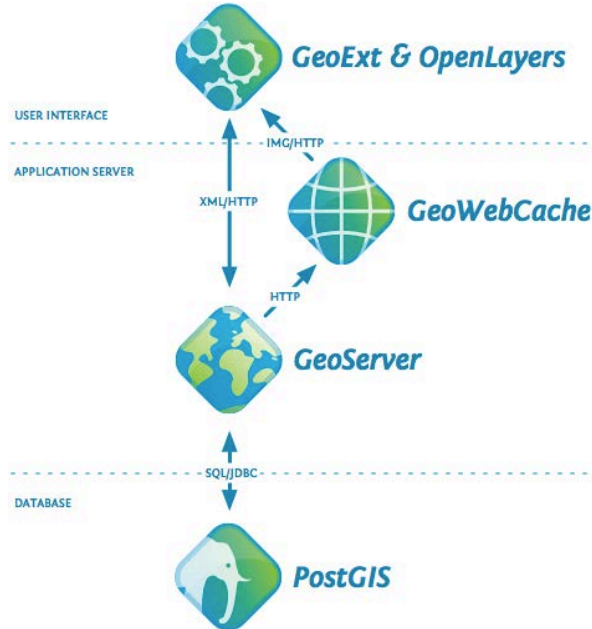 GeoExt & OpenLayers
USER INTERFACE
IMG/HTTP
APPLICATION SERVER
XML/HTTP
GeoWebCache
HTTP
GeoServer
SQL/JDBC
DATABASE
PostGIS